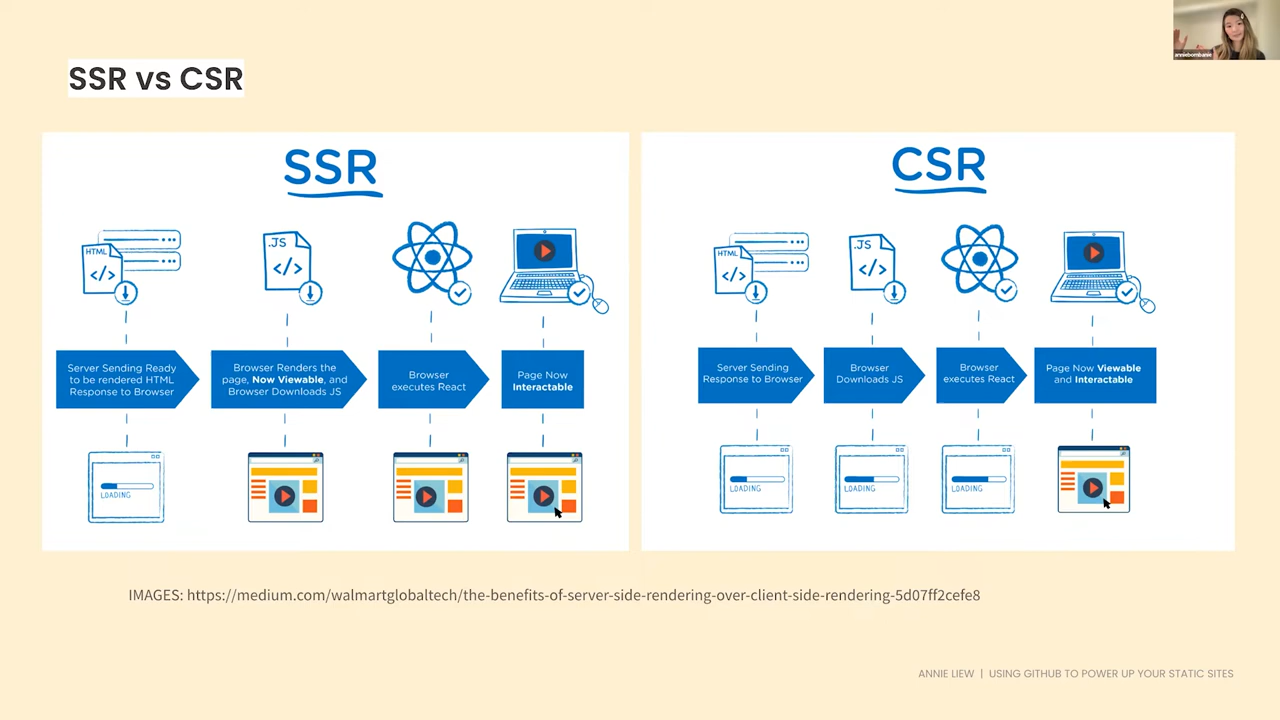 SSR vs CSR
anniebombanie
SSR
HTML
</>
.JS
</>
Server Sending Ready
to be rendered HTML
Response to Browser
Browser Renders the
page, Now Viewable, and
Browser Downloads JS
Browser
executes React
Page Now
Interactable
LOADING
CSR
HTML
</>
.JS
</>
Server Sending
Response to Browser
Browser
Downloads JS
Browser
executes React
Page Now Viewable
and Interactable
LOADING
LOADING
LOADING
IMAGES: https://medium.com/walmartglobaltech/the-benefits-of-server-side-rendering-over-client-side-rendering-5d07ff2cefe8
ANNIE LIEW | USING GITHUB TO POWER UP YOUR STATIC SITES